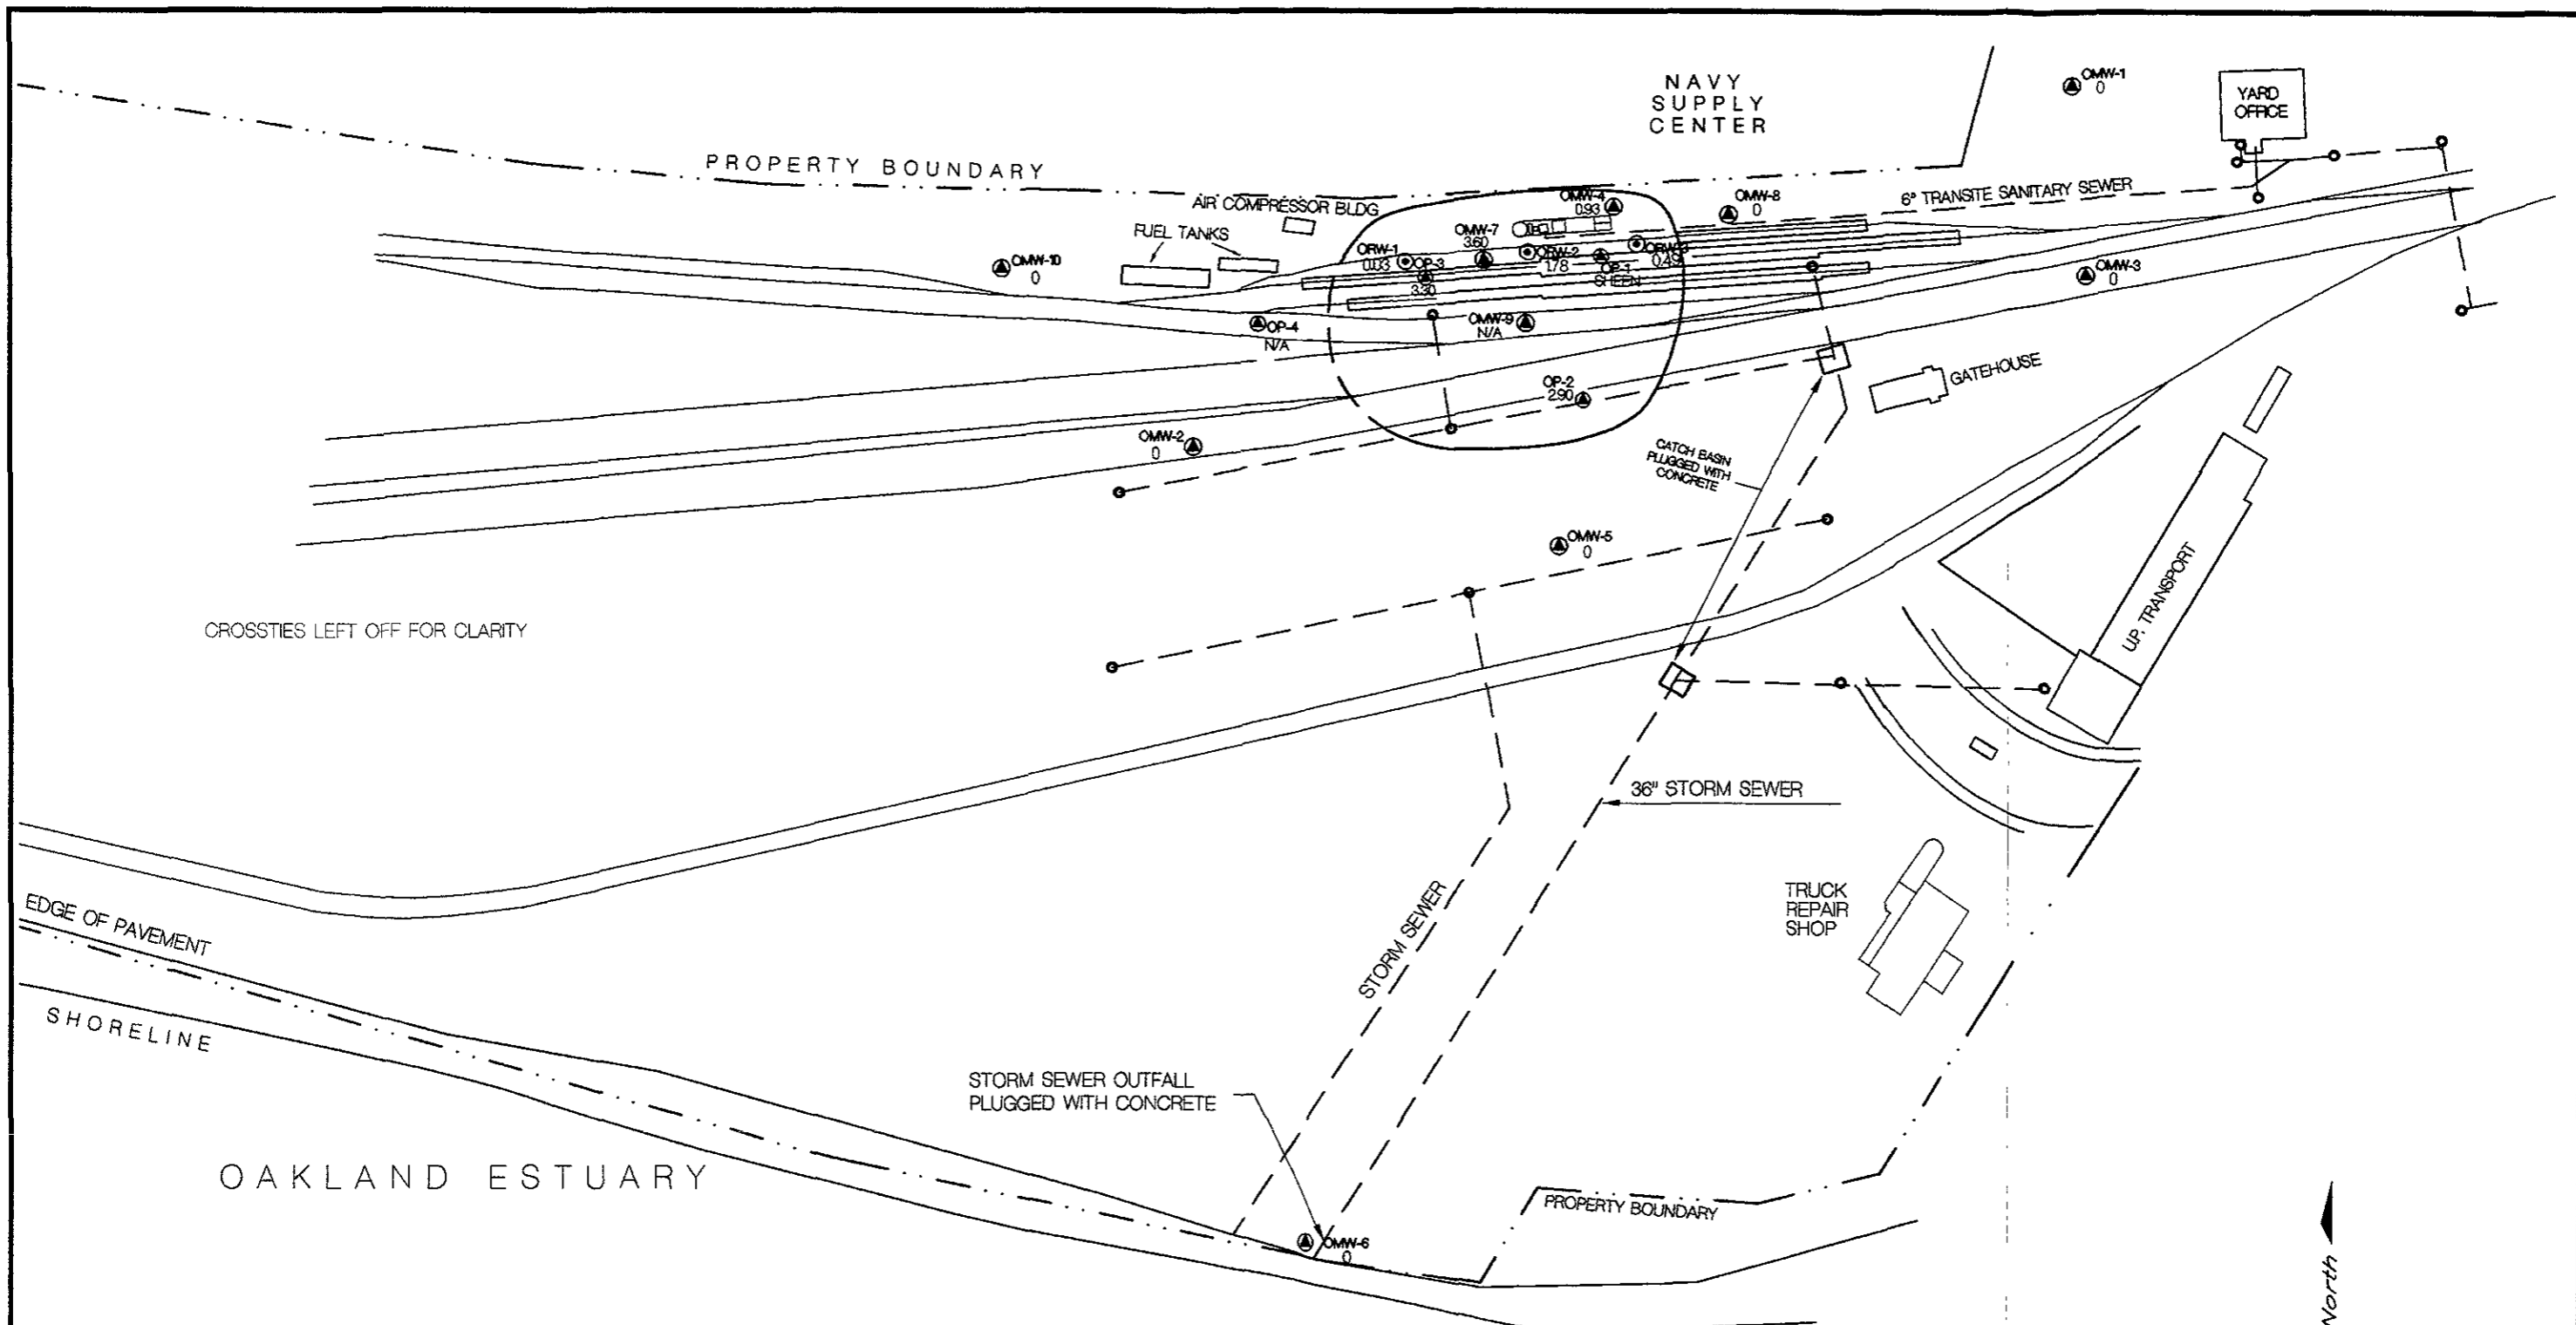 NAVY
SUPPLY
CENTER
OMW-1
0
YARD
OFFICE
PROPERTY BOUNDARY
AIR COMPRESSOR BLDG
OMW-4
0.93
OMW-8
0
6" TRANSITE SANITARY SEWER
FUEL TANKS
OMW-7
3.60
ORW-1
0.03
OP-3
3.30
ORW-2
1.78
OP-1
SHEEN
ORW-3
0.49
OMW-10
0
OMW-3
0
OP-4
N/A
OMW-9
N/A
GATEHOUSE
OP-2
2.90
OMW-2
0
CATCH BASIN
PLUGGED WITH
CONCRETE
OMW-5
0
U.P. TRANSPORT
CROSSTIES LEFT OFF FOR CLARITY
36" STORM SEWER
TRUCK
REPAIR
SHOP
EDGE OF PAVEMENT
STORM SEWER
SHORELINE
STORM SEWER OUTFALL
PLUGGED WITH CONCRETE
OAKLAND ESTUARY
PROPERTY BOUNDARY
OMW-6
0
North